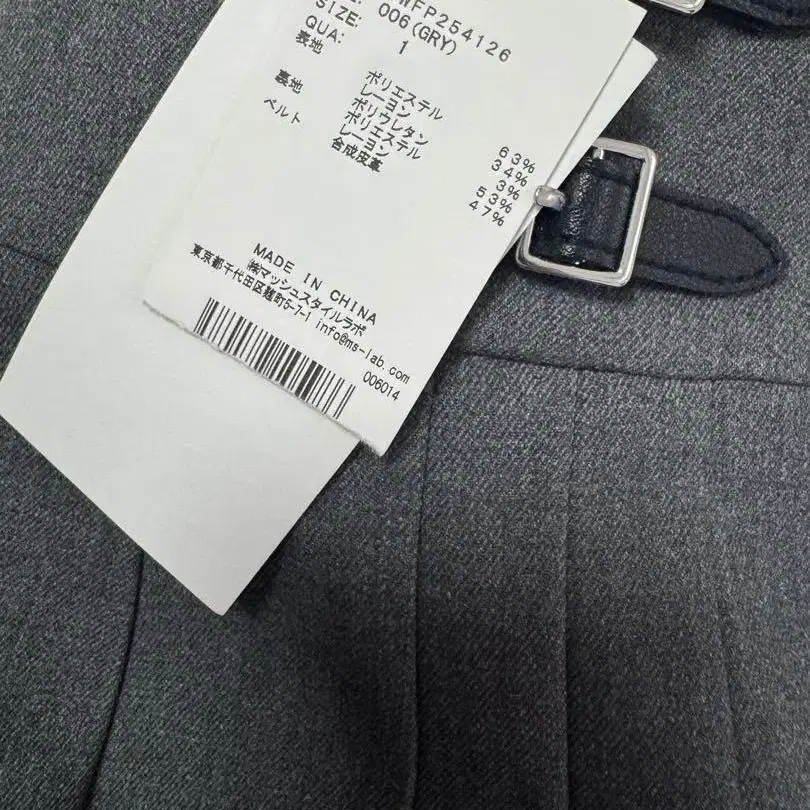 WFP254126
SIZE: 006(GRY)
QUA: 1
表地 ポリエステル 63%
レーヨン 34%
ポリウレタン 3%
裏地 ポリエステル 53%
レーヨン 47%
ベルト 合成皮革
MADE IN CHINA
㈱マッシュスタイルラボ
東京都千代田区麹町5-7-1 info@ms-lab.com
006014